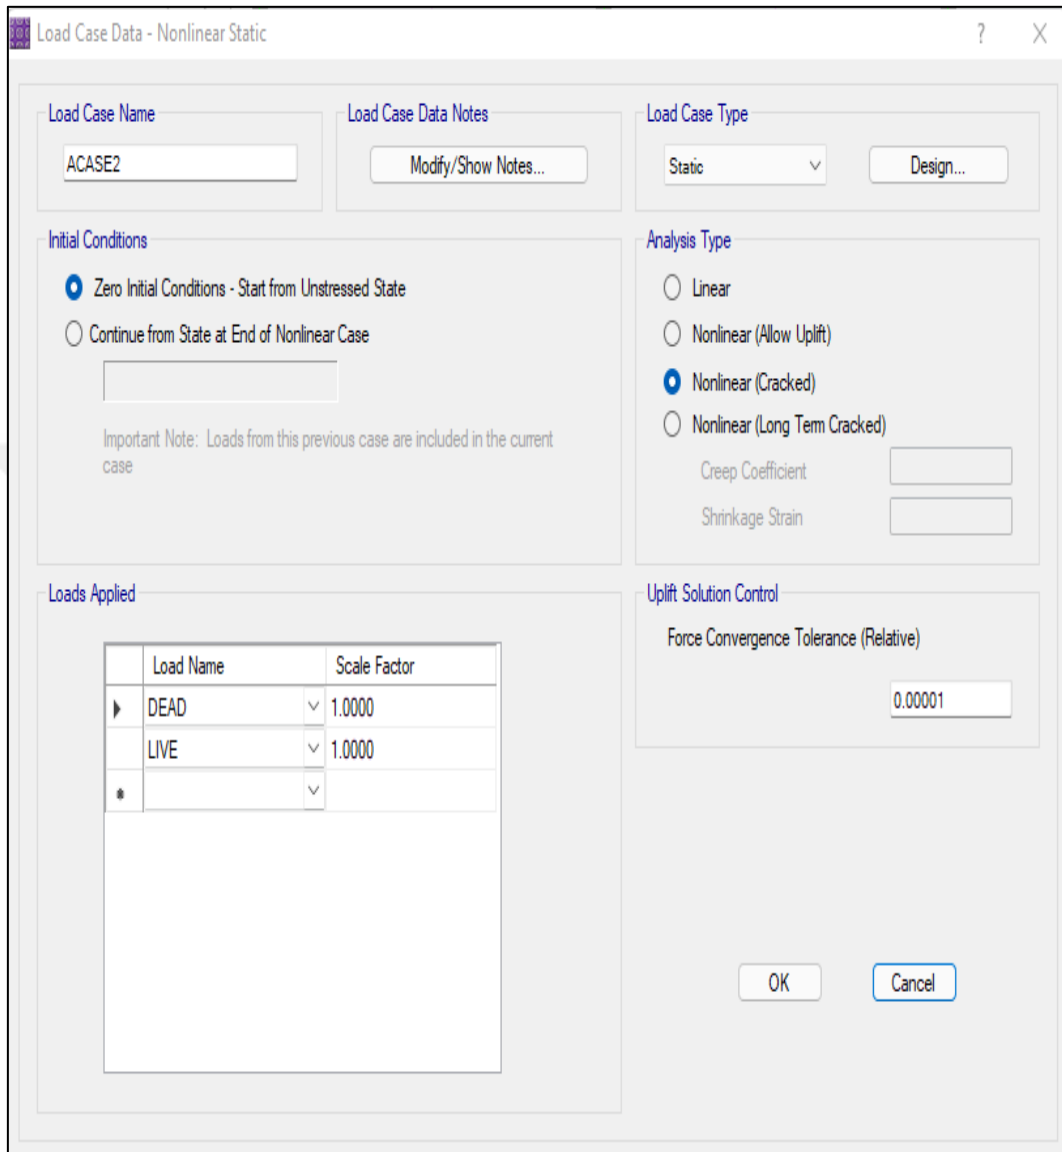 Load Case Data - Nonlinear Static
?
Load Case Name
Load Case Data Notes
Load Case Type
ACASE2
Modify/Show Notes...
Static
Design...
Initial Conditions
Zero Initial Conditions - Start from Unstressed State
Continue from State at End of Nonlinear Case
Important Note: Loads from this previous case are included in the current
case
Analysis Type
Linear
Nonlinear (Allow Uplift)
Nonlinear (Cracked)
Nonlinear (Long Term Cracked)
Creep Coefficient
Shrinkage Strain
Loads Applied
Load Name Scale Factor
DEAD 1.0000
LIVE 1.0000
Uplift Solution Control
Force Convergence Tolerance (Relative)
0.00001
OK
Cancel